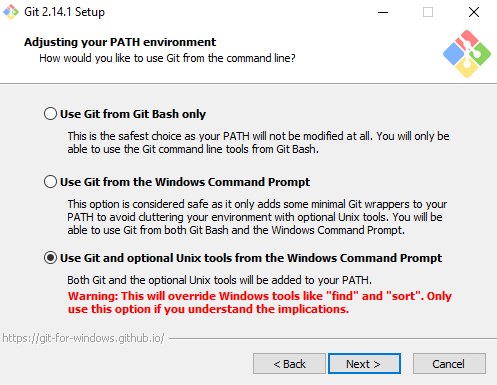 Git 2.14.1 Setup
Adjusting your PATH environment
How would you like to use Git from the command line?
Use Git from Git Bash only
This is the safest choice as your PATH will not be modified at all. You will only be
able to use the Git command line tools from Git Bash.
Use Git from the Windows Command Prompt
This option is considered safe as it only adds some minimal Git wrappers to your
PATH to avoid cluttering your environment with optional Unix tools. You will be
able to use Git from both Git Bash and the Windows Command Prompt.
Use Git and optional Unix tools from the Windows Command Prompt
Both Git and the optional Unix tools will be added to your PATH.
Warning: This will override Windows tools like "find" and "sort". Only
use this option if you understand the implications.
https://git-for-windows.github.io/
< Back
Next >
Cancel